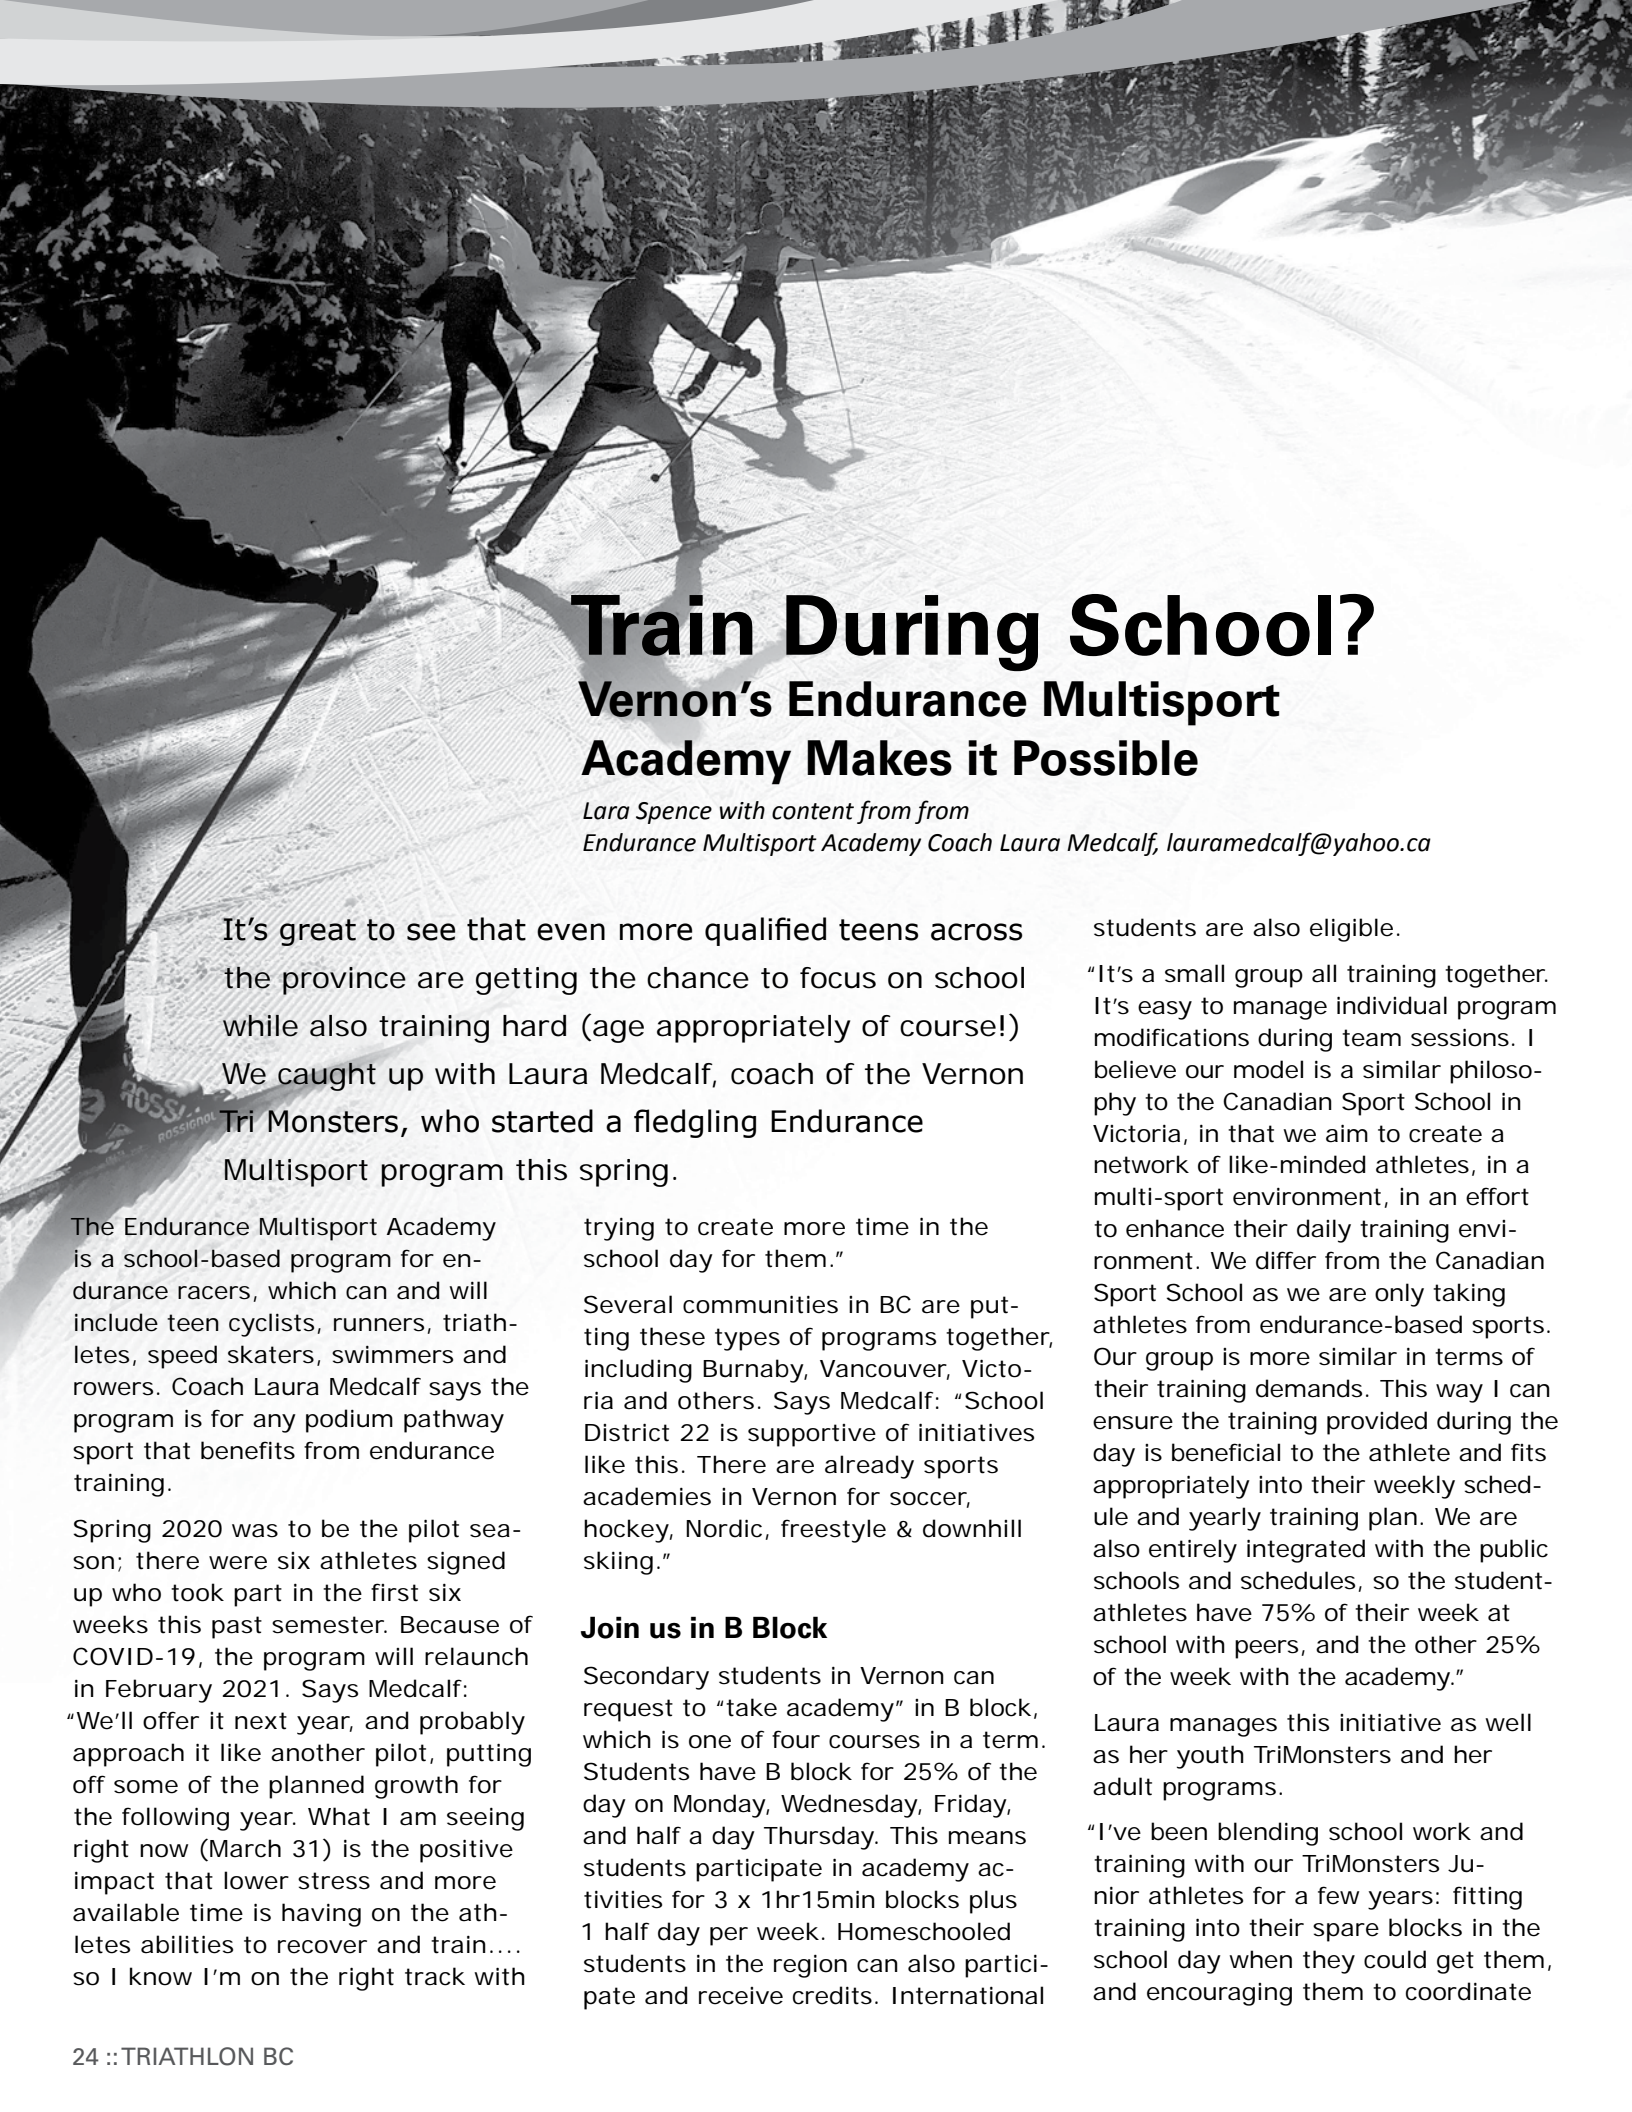 Train During School?
Vernon’s Endurance Multisport
Academy Makes it Possible
Lara Spence with content from from
Endurance Multisport Academy Coach Laura Medcalf, lauramedcalf@yahoo.ca
It’s great to see that even more qualified teens across
the province are getting the chance to focus on school
while also training hard (age appropriately of course!)
We caught up with Laura Medcalf, coach of the Vernon
Tri Monsters, who started a fledgling Endurance
Multisport program this spring.
The Endurance Multisport Academy
is a school-based program for en-
durance racers, which can and will
include teen cyclists, runners, triath-
letes, speed skaters, swimmers and
rowers. Coach Laura Medcalf says the
program is for any podium pathway
sport that benefits from endurance
training.
Spring 2020 was to be the pilot sea-
son; there were six athletes signed
up who took part in the first six
weeks this past semester. Because of
COVID-19, the program will relaunch
in February 2021. Says Medcalf:
“We’ll offer it next year, and probably
approach it like another pilot, putting
off some of the planned growth for
the following year. What I am seeing
right now (March 31) is the positive
impact that lower stress and more
available time is having on the ath-
letes abilities to recover and train....
so I know I’m on the right track with
trying to create more time in the
school day for them.”
Several communities in BC are put-
ting these types of programs together,
including Burnaby, Vancouver, Victo-
ria and others. Says Medcalf: “School
District 22 is supportive of initiatives
like this. There are already sports
academies in Vernon for soccer,
hockey, Nordic, freestyle & downhill
skiing.”
Join us in B Block
Secondary students in Vernon can
request to “take academy” in B block,
which is one of four courses in a term.
Students have B block for 25% of the
day on Monday, Wednesday, Friday,
and half a day Thursday. This means
students participate in academy ac-
tivities for 3 x 1hr15min blocks plus
1 half day per week. Homeschooled
students in the region can also partici-
pate and receive credits. International
students are also eligible.
“It’s a small group all training together.
It’s easy to manage individual program
modifications during team sessions. I
believe our model is a similar philoso-
phy to the Canadian Sport School in
Victoria, in that we aim to create a
network of like-minded athletes, in a
multi-sport environment, in an effort
to enhance their daily training envi-
ronment. We differ from the Canadian
Sport School as we are only taking
athletes from endurance-based sports.
Our group is more similar in terms of
their training demands. This way I can
ensure the training provided during the
day is beneficial to the athlete and fits
appropriately into their weekly sched-
ule and yearly training plan. We are
also entirely integrated with the public
schools and schedules, so the student-
athletes have 75% of their week at
school with peers, and the other 25%
of the week with the academy.”
Laura manages this initiative as well
as her youth TriMonsters and her
adult programs.
“I’ve been blending school work and
training with our TriMonsters Ju-
nior athletes for a few years: fitting
training into their spare blocks in the
school day when they could get them,
and encouraging them to coordinate
ROSSIGNOL
24 :: TRIATHLON BC